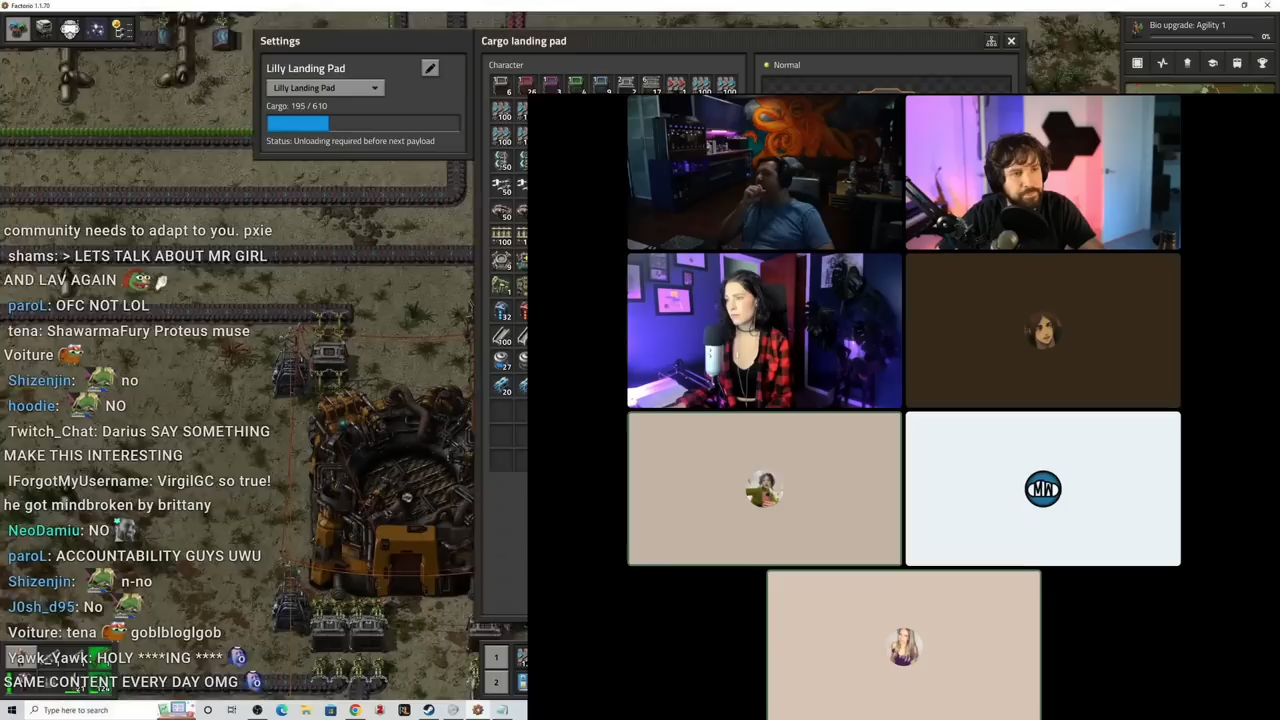 Factorio 1.1.70
Settings
Cargo landing pad
Bio upgrade: Agility 1
0%
Lilly Landing Pad
Character
Normal
Lilly Landing Pad
Cargo: 195 / 610
Status: Unloading required before next payload
community needs to adapt to you. pxie
shams: > LETS TALK ABOUT MR GIRL
AND LAV AGAIN
paroL: OFC NOT LOL
tena: ShawarmaFury Proteus muse
Voiture
Shizenjin: no
hoodie: NO
Twitch_Chat: Darius SAY SOMETHING
MAKE THIS INTERESTING
IForgotMyUsername: VirgilGC so true!
he got mindbroken by brittany
NeoDamiu: NO
paroL: ACCOUNTABILITY GUYS UWU
Shizenjin: n-no
J0sh_d95: No
Voiture: tena goblbloglgob
Yawk_Yawk: HOLY ****ING ****
SAME CONTENT EVERY DAY OMG
MW
1
2
Type here to search